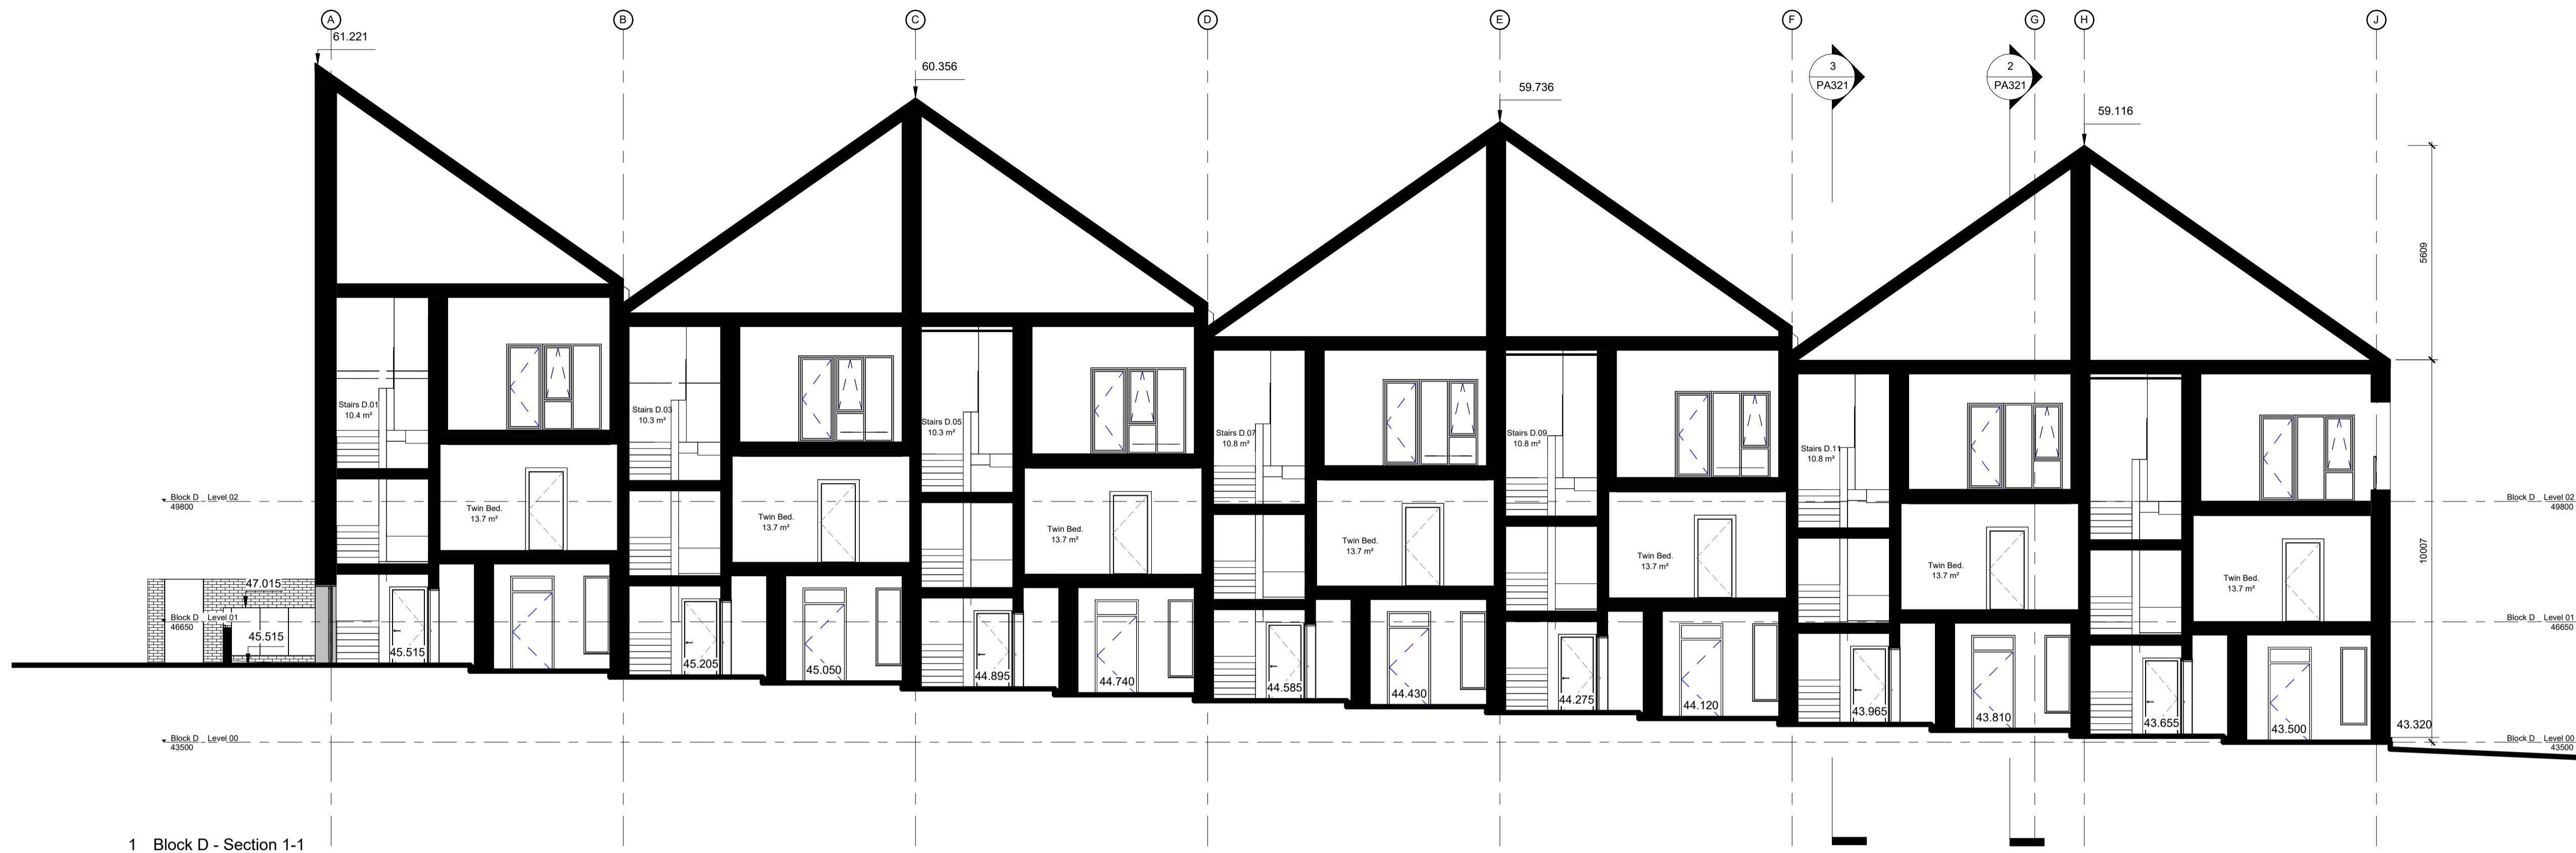 A B C D E F G H J
61.221
60.356
59.736
59.116
3
PA321
2
PA321
5609
10007
Stairs D.01
10.4 m²
Stairs D.03
10.3 m²
Stairs D.05
10.3 m²
Stairs D.07
10.8 m²
Stairs D.09
10.8 m²
Stairs D.11
10.8 m²
Block D Level 02
49800
Twin Bed.
13.7 m²
Twin Bed.
13.7 m²
Twin Bed.
13.7 m²
Twin Bed.
13.7 m²
Twin Bed.
13.7 m²
Twin Bed.
13.7 m²
Twin Bed.
13.7 m²
Block D Level 02
49800
47.015
Block D Level 01
46650
45.515
Block D Level 01
46650
45.515
45.205
45.050
44.895
44.740
44.585
44.430
44.275
44.120
43.965
43.810
43.655
43.500
43.320
Block D Level 00
43500
Block D Level 00
43500
1 Block D - Section 1-1